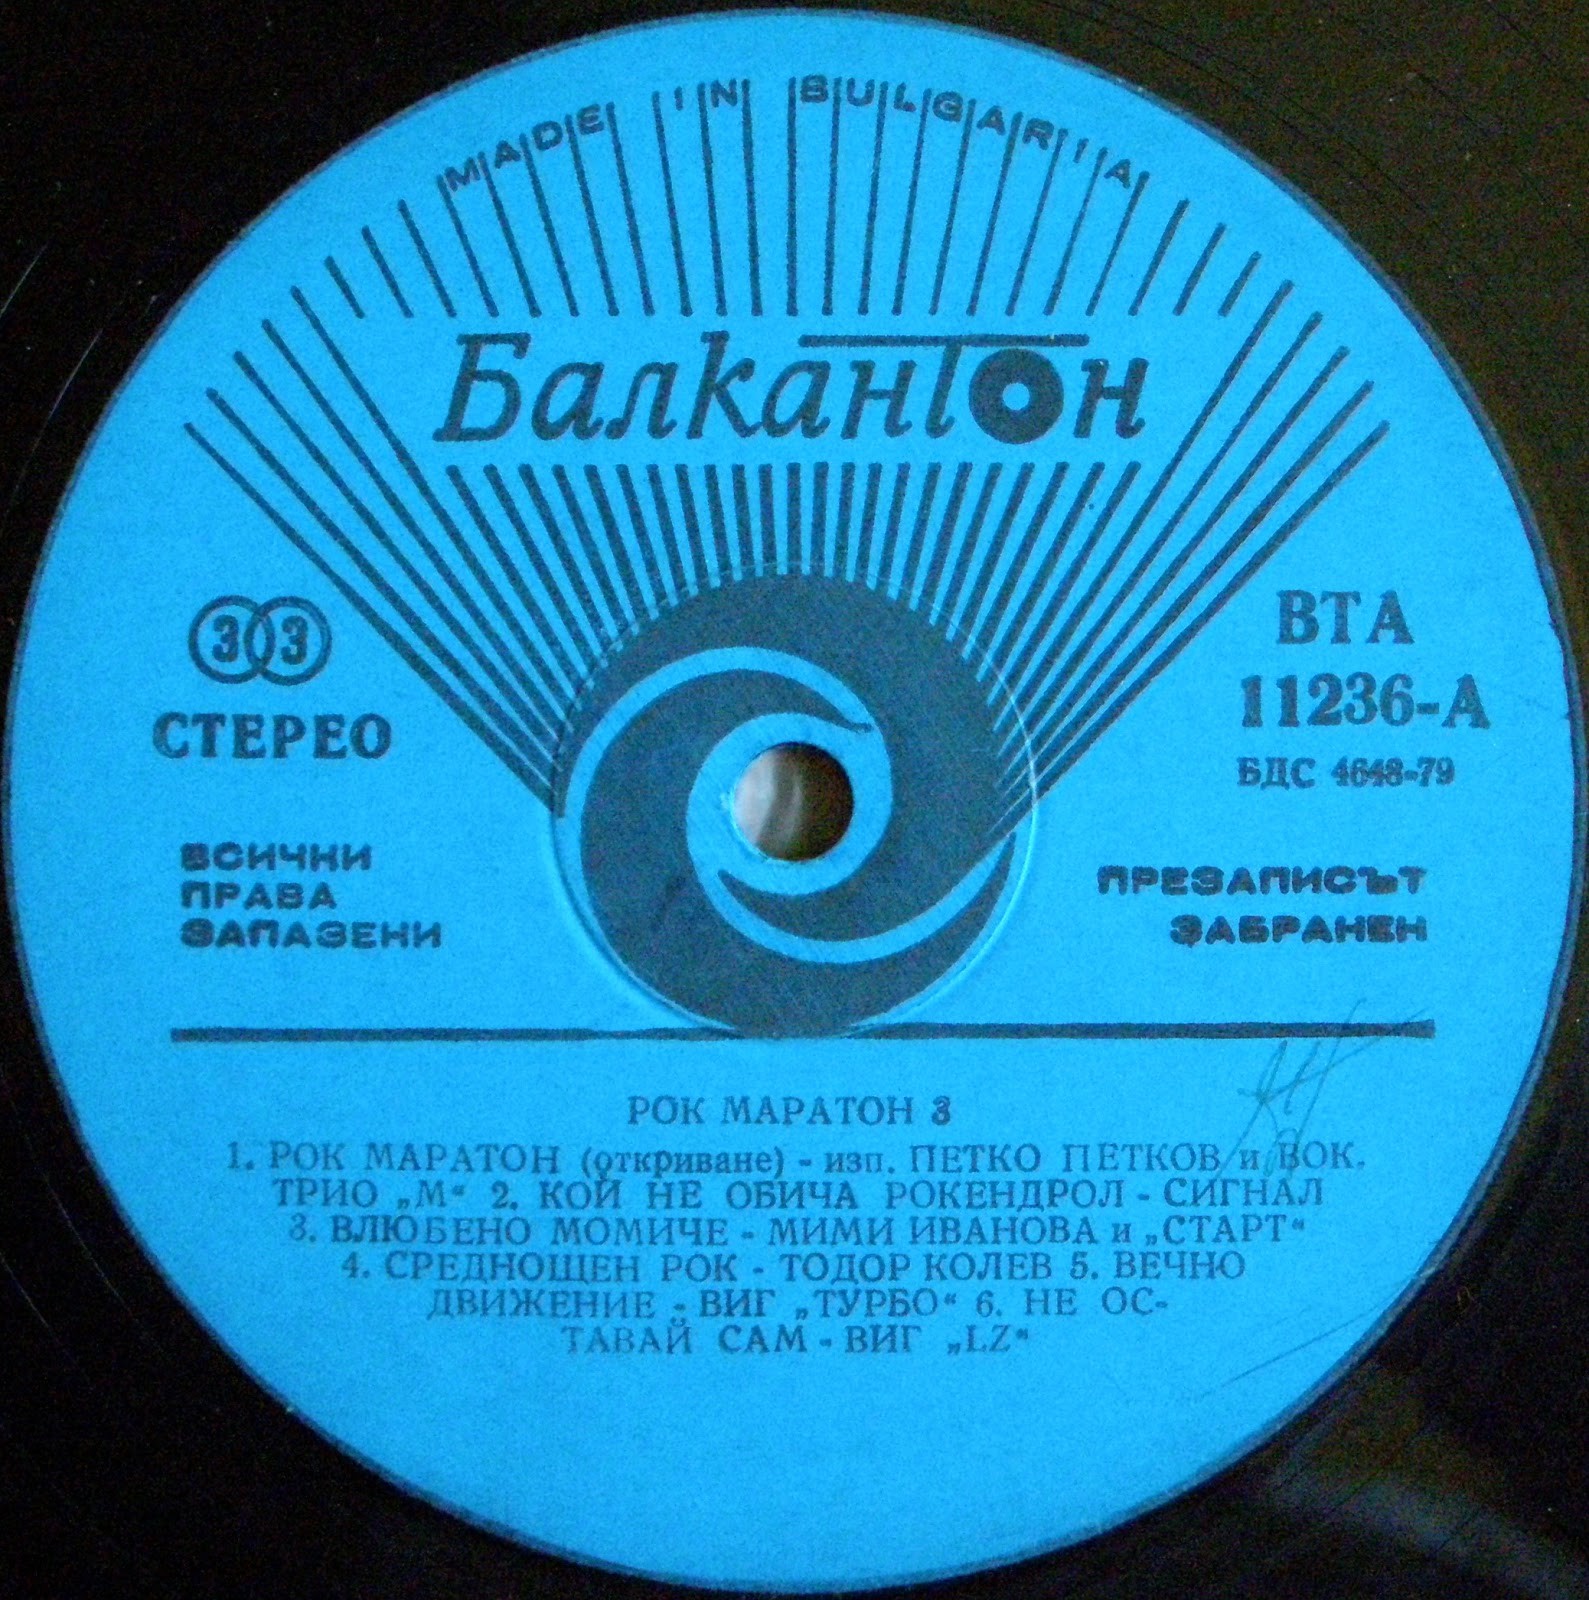 MADE IN BULGARIA
Балкантон
33
СТЕРЕО
ВТА
11236-А
БДС 4648-79
ВСИЧКИ
ПРАВА
ЗАПАЗЕНИ
ПРЕЗАПИСЪТ
ЗАБРАНЕН
РОК МАРАТОН 3
1. РОК МАРАТОН (откриване) - изп. ПЕТКО ПЕТКОВ и ВОК.
ТРИО „М“ 2. КОЙ НЕ ОБИЧА РОКЕНДРОЛ - СИГНАЛ
3. ВЛЮБЕНО МОМИЧЕ - МИМИ ИВАНОВА и „СТАРТ“
4. СРЕДНОЩЕН РОК - ТОДОР КОЛЕВ 5. ВЕЧНО
ДВИЖЕНИЕ - ВИГ „ТУРБО“ 6. НЕ ОС-
ТАВАЙ САМ - ВИГ „LZ“